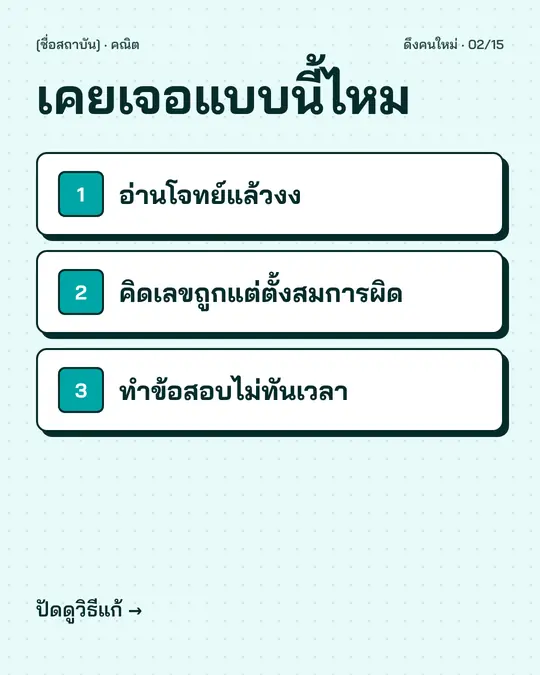 [ชื่อสถาบัน] · คณิต
ดึงคนใหม่ · 02/15
เคยเจอแบบนี้ไหม
1 อ่านโจทย์แล้วงง
2 คิดเลขถูกแต่ตั้งสมการผิด
3 ทำข้อสอบไม่ทันเวลา
ปัดดูวิธีแก้ →